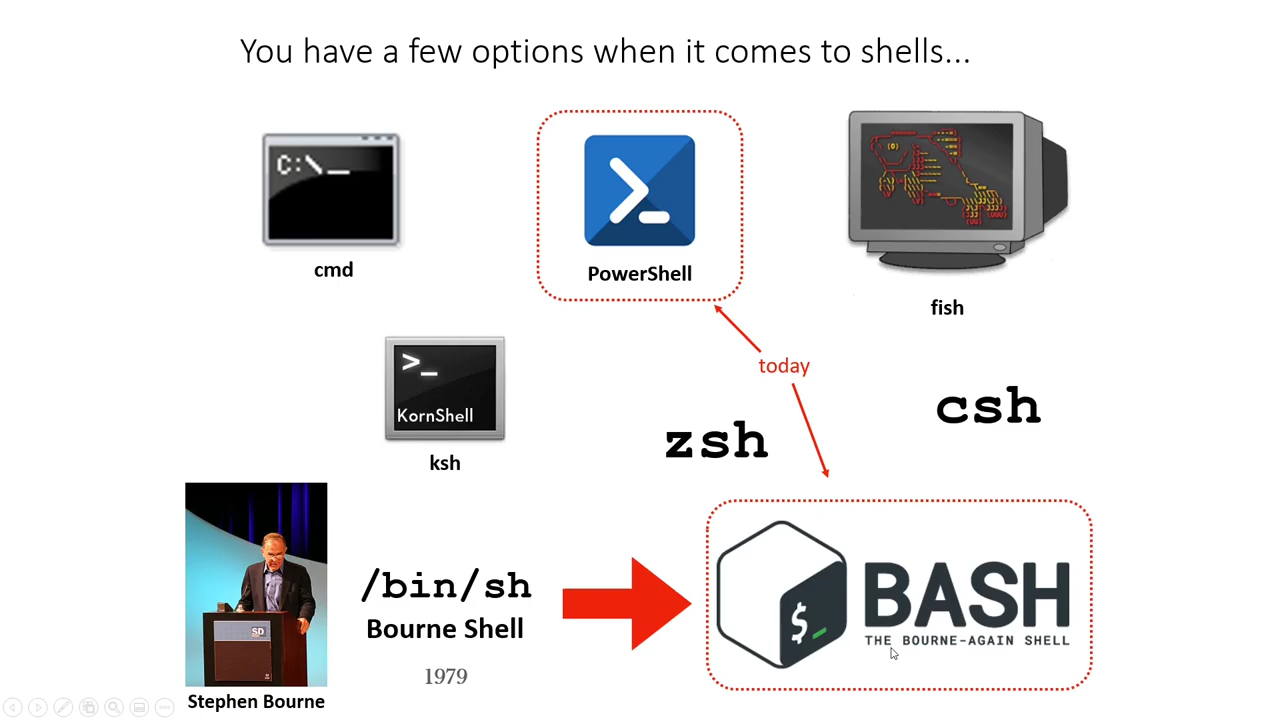 You have a few options when it comes to shells...
C:\_
cmd
>_
PowerShell
fish
>_
KornShell
ksh
today
zsh
csh
Stephen Bourne
SD
/bin/sh
Bourne Shell
1979
$_
BASH
THE BOURNE-AGAIN SHELL